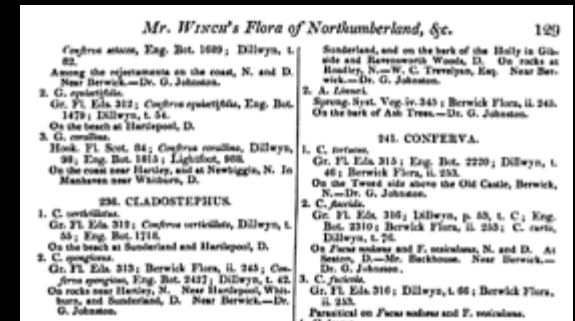 Mr. WINCH's Flora of Northumberland, &c. 129
Conferva setacea, Eng. Bot. 1689; Dillwyn, t.
82.
Among the rejectamenta on the coast, N. and D.
Near Berwick.—Dr. G. Johnston.
2. G. equisetifolia.
Gr. Fl. Eds. 312; Conferva equisetifolia, Eng. Bot.
1479; Dillwyn, t. 54.
On the beach at Hartlepool, D.
3. G. corallina.
Hook. Fl. Scot. 84; Conferva corallina, Dillwyn,
98; Eng. Bot. 1815; Lightfoot, 988.
On the coast near Hartley, and at Newbiggin, N. In
Manhaven near Whitburn, D.
236. CLADOSTEPHUS.
1. C. verticillatus.
Gr. Fl. Eds. 312; Conferva verticillata, Dillwyn, t.
55; Eng. Bot. 1718.
On the beach at Sunderland and Hartlepool, D.
2. C. spongiosus.
Gr. Fl. Eds. 313; Berwick Flora, ii. 245; Con-
ferva spongiosa, Eng. Bot. 2427; Dillwyn, t. 42.
On rocks near Hartley, N. Near Hartlepool, Whit-
burn, and Sunderland, D. Near Berwick.—Dr.
G. Johnston.
Sunderland, and on the bark of the Holly in Gib-
side and Ravensworth Woods, D. On rocks at
Roadley, N.—W. C. Trevelyan, Esq. Near Ber-
wick.—Dr. G. Johnston.
2. A. Linnæi.
Spreng. Syst. Veg. iv. 345; Berwick Flora, ii. 245.
On the bark of Ash Trees.—Dr. G. Johnston.
241. CONFERVA.
1. C. tortuosa.
Gr. Fl. Eds. 315; Eng. Bot. 2220; Dillwyn, t.
46; Berwick Flora, ii. 253.
On the Tweed side above the Old Castle, Berwick,
N.—Dr. G. Johnston.
2. C. flaccida.
Gr. Fl. Eds. 316; Dillwyn, p. 53, t. C; Eng.
Bot. 2310; Berwick Flora, ii. 253; C. curta,
Dillwyn, t. 76.
On Fucus nodosus and F. vesiculosus, N. and D. At
Seaton, D.—Mr. Backhouse. Near Berwick.—
Dr. G. Johnston.
3. C. fucicola.
Gr. Fl. Eds. 316; Dillwyn, t. 66; Berwick Flora,
ii. 253.
Parasitical on Fucus nodosus and F. vesiculosus.